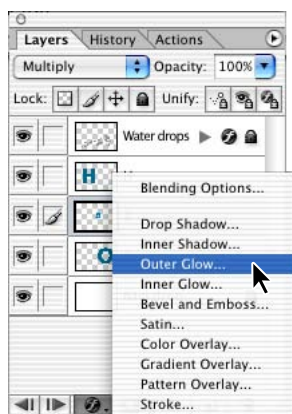 Layers History Actions
Multiply Opacity: 100%
Lock: Unify:
Water drops
H
Blending Options...
Drop Shadow...
Inner Shadow...
Outer Glow...
Inner Glow...
Bevel and Emboss...
Satin...
Color Overlay...
Gradient Overlay...
Pattern Overlay...
Stroke...